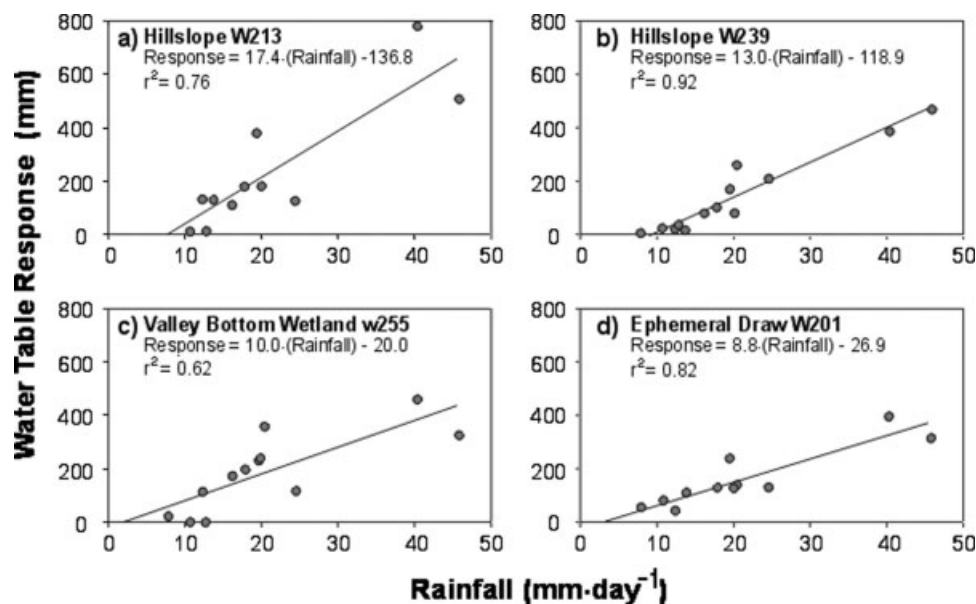 Water Table Response (mm)
800
600
400
200
0
a) Hillslope W213
Response = 17.4·(Rainfall) -136.8
r² = 0.76
0 10 20 30 40 50
800
600
400
200
0
b) Hillslope W239
Response = 13.0·(Rainfall) - 118.9
r² = 0.92
0 10 20 30 40 50
800
600
400
200
0
c) Valley Bottom Wetland w255
Response = 10.0·(Rainfall) - 20.0
r² = 0.62
0 10 20 30 40 50
800
600
400
200
0
d) Ephemeral Draw W201
Response = 8.8·(Rainfall) - 26.9
r² = 0.82
0 10 20 30 40 50
Rainfall (mm·day⁻¹)